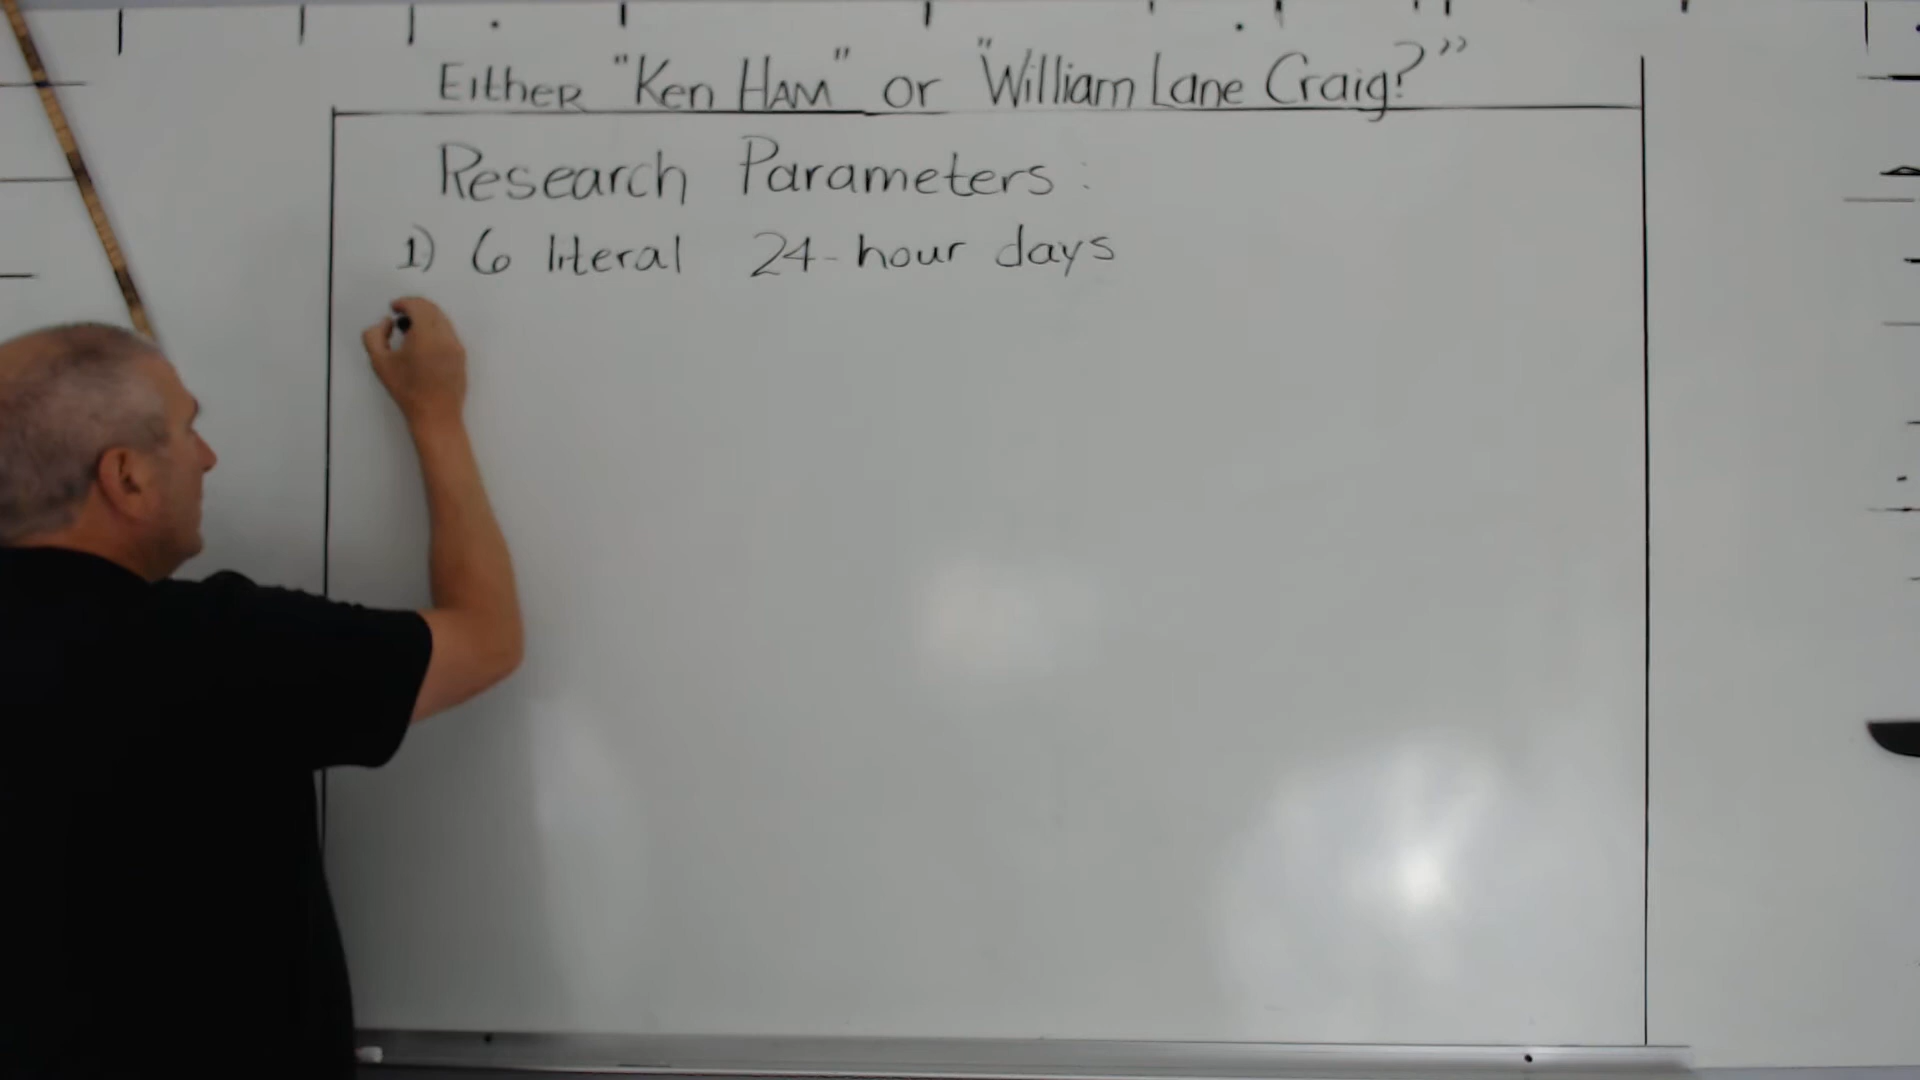 Either "Ken Ham" or "William Lane Craig?"
Research Parameters:
1) 6 literal 24-hour days